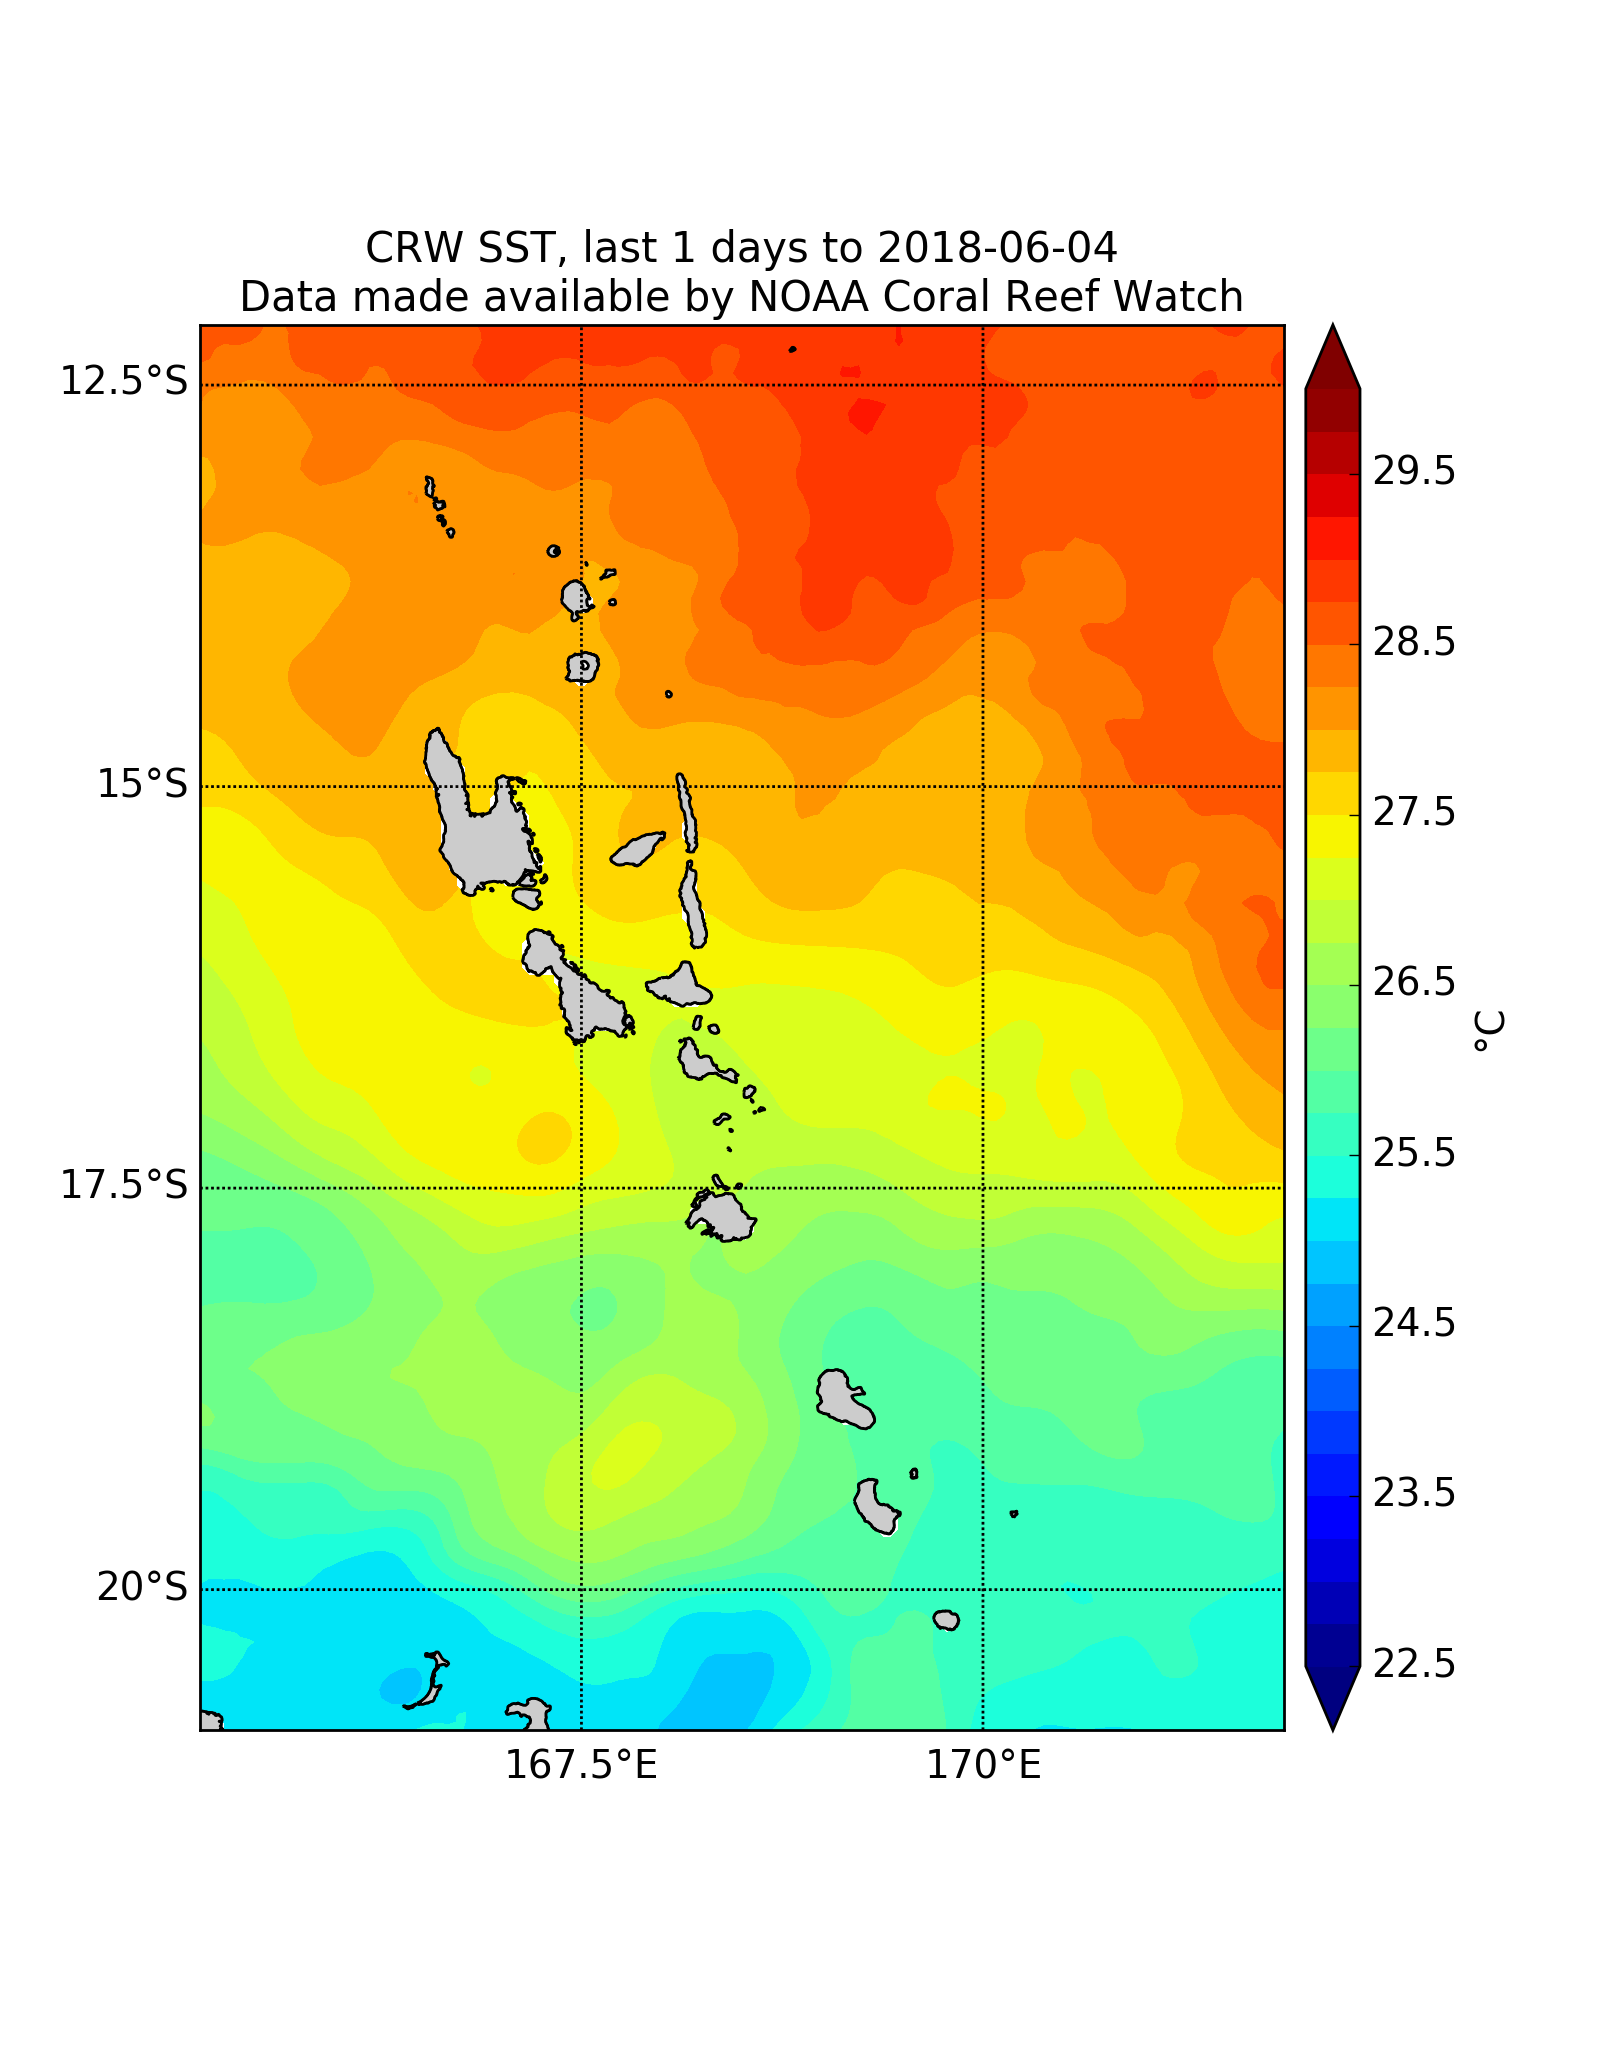 CRW SST, last 1 days to 2018-06-04
Data made available by NOAA Coral Reef Watch
12.5°S
15°S
17.5°S
20°S
167.5°E
170°E
29.5
28.5
27.5
26.5
25.5
24.5
23.5
22.5
°C